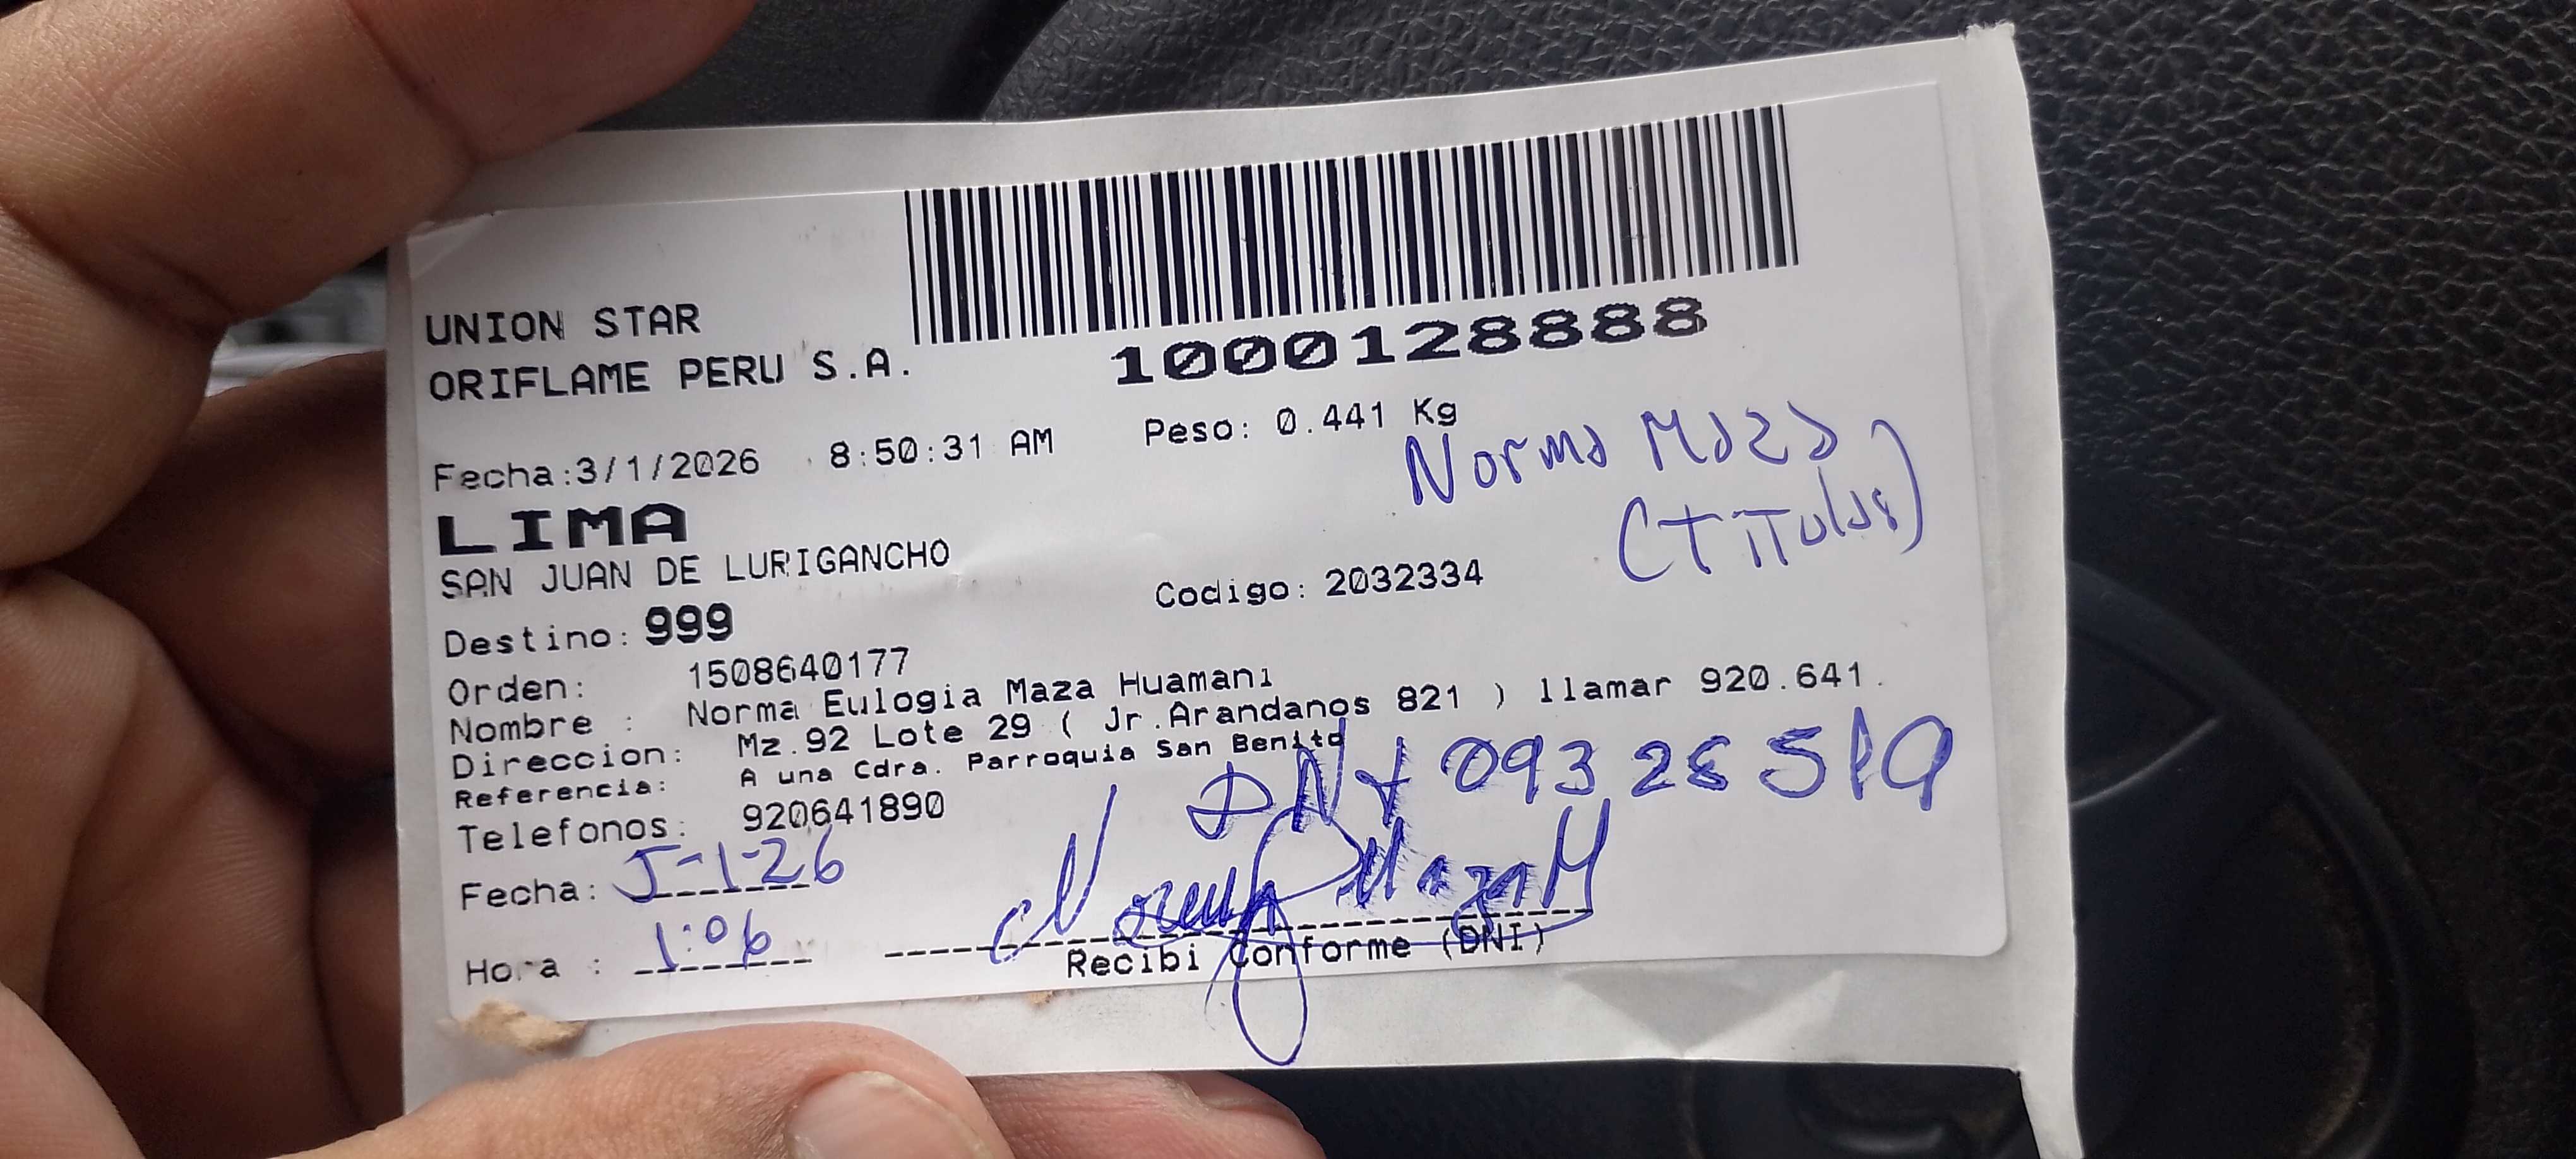 UNION STAR
ORIFLAME PERU S.A.
1000128888
Fecha:3/1/2026 8:50:31 AM Peso: 0.441 Kg
Norma Maza
(Titular)
LIMA
SAN JUAN DE LURIGANCHO
Codigo: 2032334
Destino: 999
Orden: 1508640177
Nombre : Norma Eulogia Maza Huamani
Direccion: Mz.92 Lote 29 ( Jr.Arandanos 821 ) llamar 920.641.
Referencia: A una Cdra. Parroquia San Benito
Telefonos: 920641890
DNI 09328519
Fecha: 5-1-26
Hora : 1:06
Norma Maza H
Recibi Conforme (DNI)